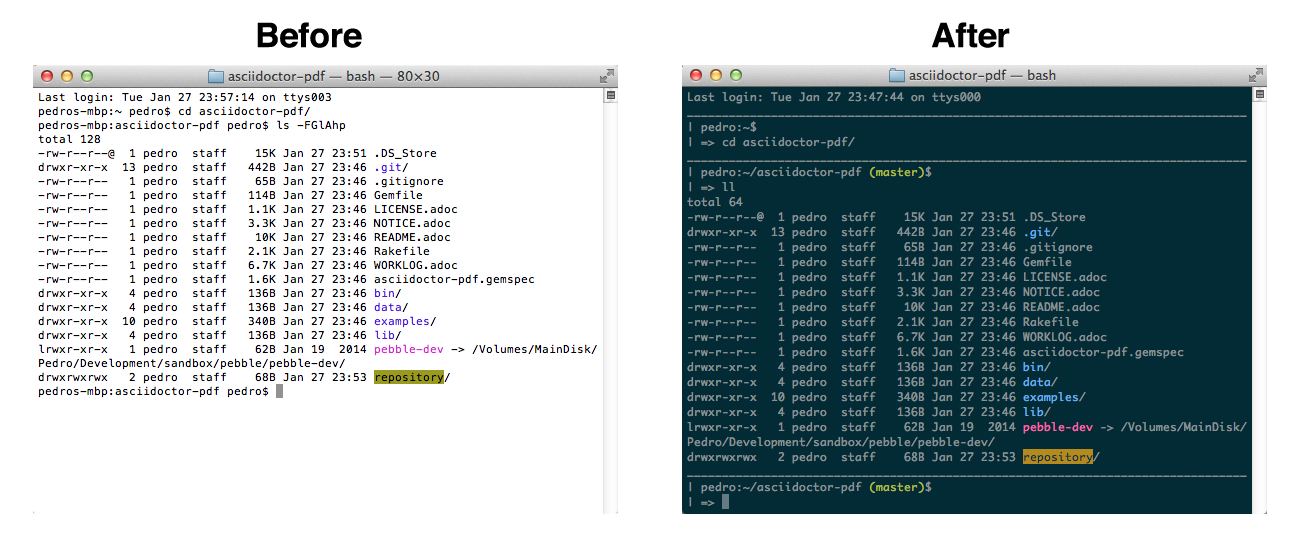 Before
asciidoctor-pdf — bash — 80×30
Last login: Tue Jan 27 23:57:14 on ttys003
pedros-mbp:~ pedro$ cd asciidoctor-pdf/
pedros-mbp:asciidoctor-pdf pedro$ ls -FGlAhp
total 128
-rw-r--r--@  1 pedro  staff    15K Jan 27 23:51 .DS_Store
drwxr-xr-x  13 pedro  staff   442B Jan 27 23:46 .git/
-rw-r--r--   1 pedro  staff    65B Jan 27 23:46 .gitignore
-rw-r--r--   1 pedro  staff   114B Jan 27 23:46 Gemfile
-rw-r--r--   1 pedro  staff   1.1K Jan 27 23:46 LICENSE.adoc
-rw-r--r--   1 pedro  staff   3.3K Jan 27 23:46 NOTICE.adoc
-rw-r--r--   1 pedro  staff    10K Jan 27 23:46 README.adoc
-rw-r--r--   1 pedro  staff   2.1K Jan 27 23:46 Rakefile
-rw-r--r--   1 pedro  staff   6.7K Jan 27 23:46 WORKLOG.adoc
-rw-r--r--   1 pedro  staff   1.6K Jan 27 23:46 asciidoctor-pdf.gemspec
drwxr-xr-x   4 pedro  staff   136B Jan 27 23:46 bin/
drwxr-xr-x   4 pedro  staff   136B Jan 27 23:46 data/
drwxr-xr-x  10 pedro  staff   340B Jan 27 23:46 examples/
drwxr-xr-x   4 pedro  staff   136B Jan 27 23:46 lib/
lrwxr-xr-x   1 pedro  staff    62B Jan 19  2014 pebble-dev -> /Volumes/MainDisk/
Pedro/Development/sandbox/pebble/pebble-dev/
drwxrwxrwx   2 pedro  staff    68B Jan 27 23:53 repository/
pedros-mbp:asciidoctor-pdf pedro$
After
asciidoctor-pdf — bash
Last login: Tue Jan 27 23:47:44 on ttys000
| pedro:~$
| => cd asciidoctor-pdf/
| pedro:~/asciidoctor-pdf (master)$
| => ll
total 64
-rw-r--r--@  1 pedro  staff    15K Jan 27 23:51 .DS_Store
drwxr-xr-x  13 pedro  staff   442B Jan 27 23:46 .git/
-rw-r--r--   1 pedro  staff    65B Jan 27 23:46 .gitignore
-rw-r--r--   1 pedro  staff   114B Jan 27 23:46 Gemfile
-rw-r--r--   1 pedro  staff   1.1K Jan 27 23:46 LICENSE.adoc
-rw-r--r--   1 pedro  staff   3.3K Jan 27 23:46 NOTICE.adoc
-rw-r--r--   1 pedro  staff    10K Jan 27 23:46 README.adoc
-rw-r--r--   1 pedro  staff   2.1K Jan 27 23:46 Rakefile
-rw-r--r--   1 pedro  staff   6.7K Jan 27 23:46 WORKLOG.adoc
-rw-r--r--   1 pedro  staff   1.6K Jan 27 23:46 asciidoctor-pdf.gemspec
drwxr-xr-x   4 pedro  staff   136B Jan 27 23:46 bin/
drwxr-xr-x   4 pedro  staff   136B Jan 27 23:46 data/
drwxr-xr-x  10 pedro  staff   340B Jan 27 23:46 examples/
drwxr-xr-x   4 pedro  staff   136B Jan 27 23:46 lib/
lrwxr-xr-x   1 pedro  staff    62B Jan 19  2014 pebble-dev -> /Volumes/MainDisk/
Pedro/Development/sandbox/pebble/pebble-dev/
drwxrwxrwx   2 pedro  staff    68B Jan 27 23:53 repository/
| pedro:~/asciidoctor-pdf (master)$
| =>